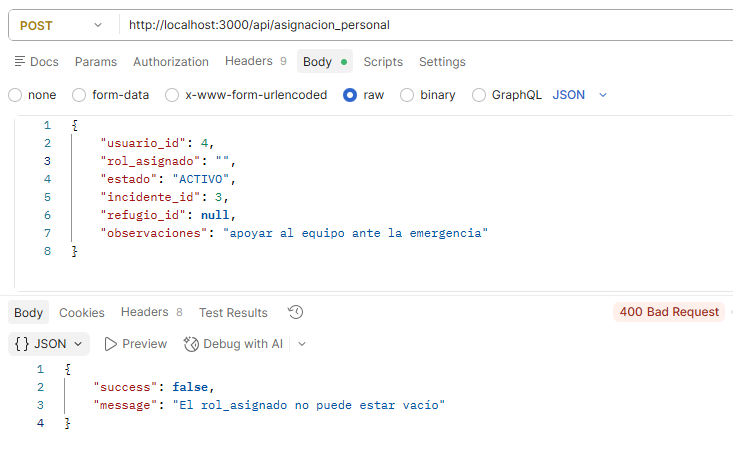 POST http://localhost:3000/api/asignacion_personal
Docs Params Authorization Headers 9 Body Scripts Settings
none form-data x-www-form-urlencoded raw binary GraphQL JSON
1 {
2 "usuario_id": 4,
3 "rol_asignado": "",
4 "estado": "ACTIVO",
5 "incidente_id": 3,
6 "refugio_id": null,
7 "observaciones": "apoyar al equipo ante la emergencia"
8 }
Body Cookies Headers 8 Test Results 400 Bad Request
{} JSON Preview Debug with AI
1 {
2 "success": false,
3 "message": "El rol_asignado no puede estar vacío"
4 }